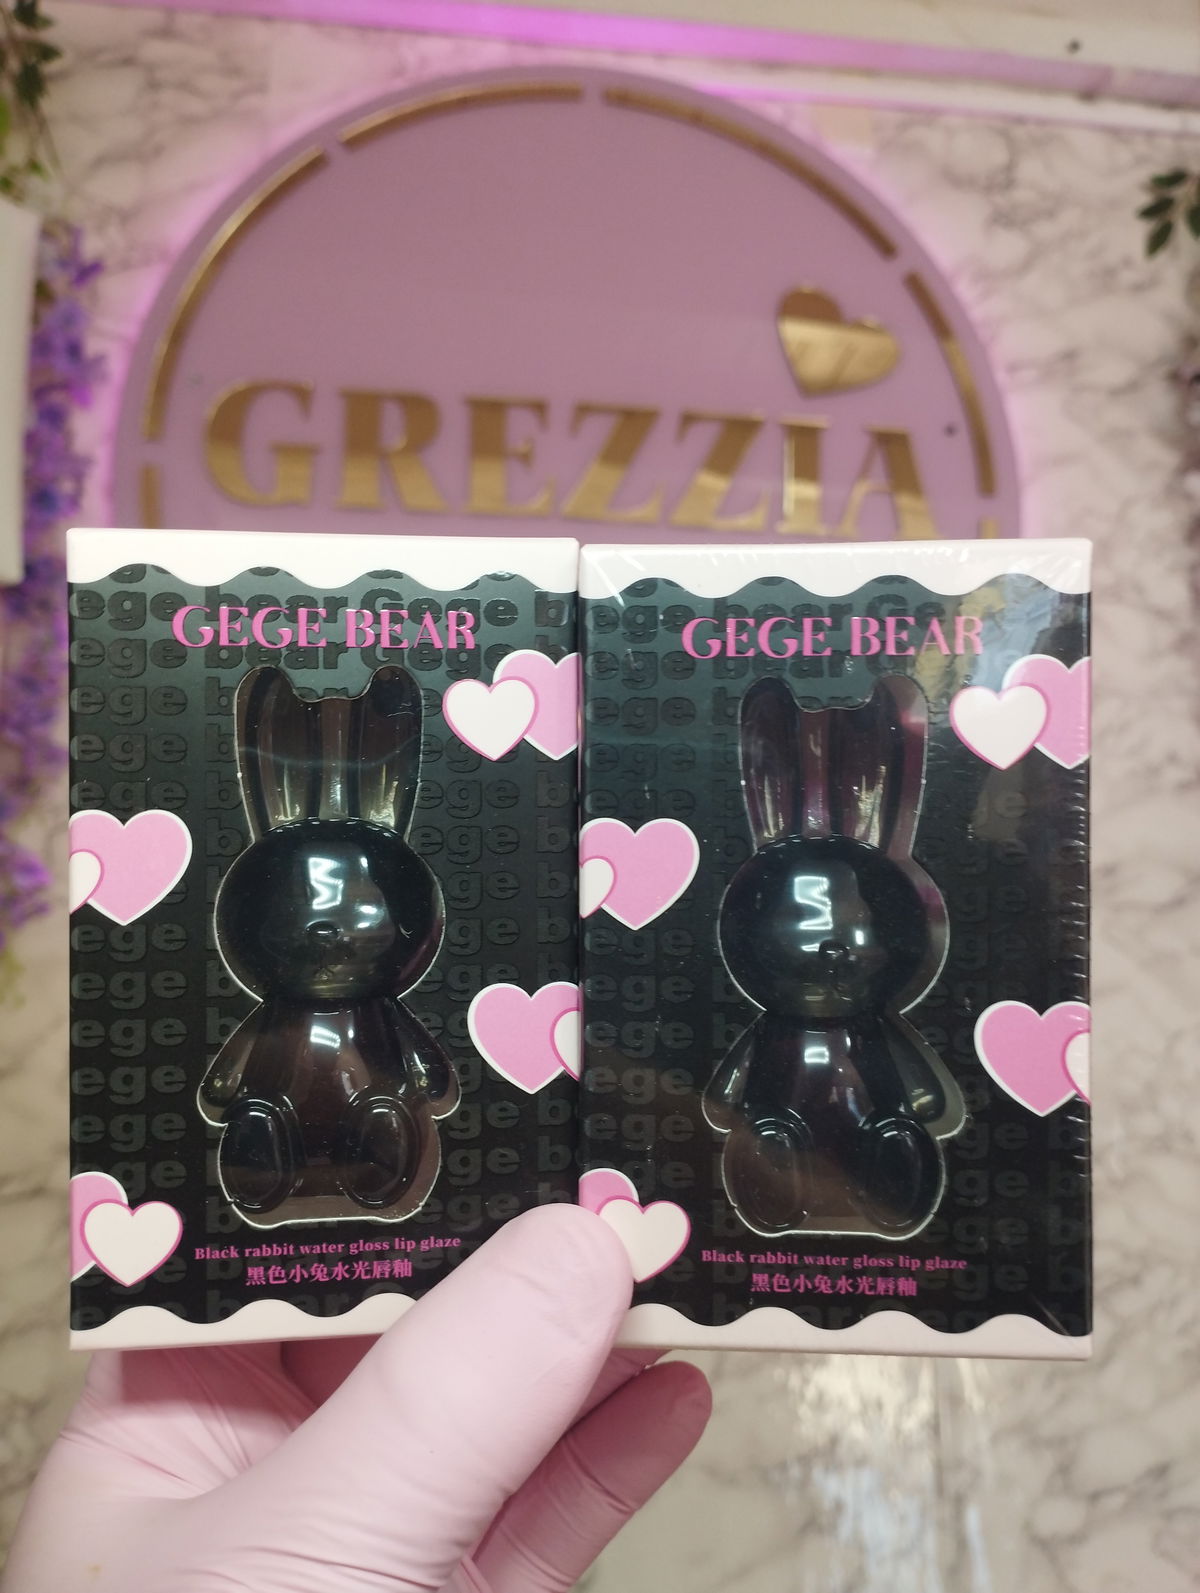 GREZZIA
GEGE BEAR
Black rabbit water gloss lip glaze
黑色小兔水光唇釉
GEGE BEAR
Black rabbit water gloss lip glaze
黑色小兔水光唇釉